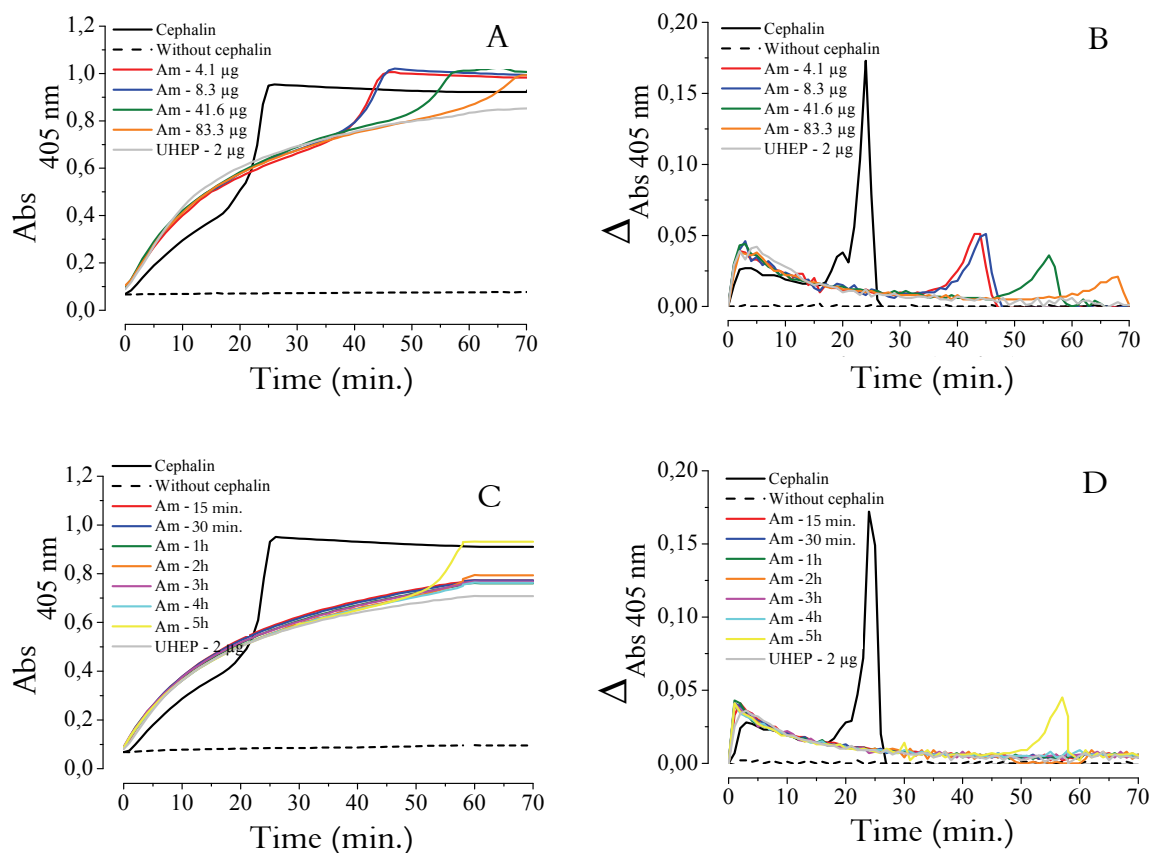 A
Abs 405 nm
1,2
1,0
0,8
0,6
0,4
0,2
0,0
Cephalin
Without cephalin
Am - 4.1 µg
Am - 8.3 µg
Am - 41.6 µg
Am - 83.3 µg
UHEP - 2 µg
0 10 20 30 40 50 60 70
Time (min.)
B
Δ Abs 405 nm
0,20
0,15
0,10
0,05
0,00
Cephalin
Without cephalin
Am - 4.1 µg
Am - 8.3 µg
Am - 41.6 µg
Am - 83.3 µg
UHEP - 2 µg
0 10 20 30 40 50 60 70
Time (min.)
C
Abs 405 nm
1,2
1,0
0,8
0,6
0,4
0,2
0,0
Cephalin
Without cephalin
Am - 15 min.
Am - 30 min.
Am - 1h
Am - 2h
Am - 3h
Am - 4h
Am - 5h
UHEP - 2 µg
0 10 20 30 40 50 60 70
Time (min.)
D
Δ Abs 405 nm
0,20
0,15
0,10
0,05
0,00
Cephalin
Without cephalin
Am - 15 min.
Am - 30 min.
Am - 1h
Am - 2h
Am - 3h
Am - 4h
Am - 5h
UHEP - 2 µg
0 10 20 30 40 50 60 70
Time (min.)